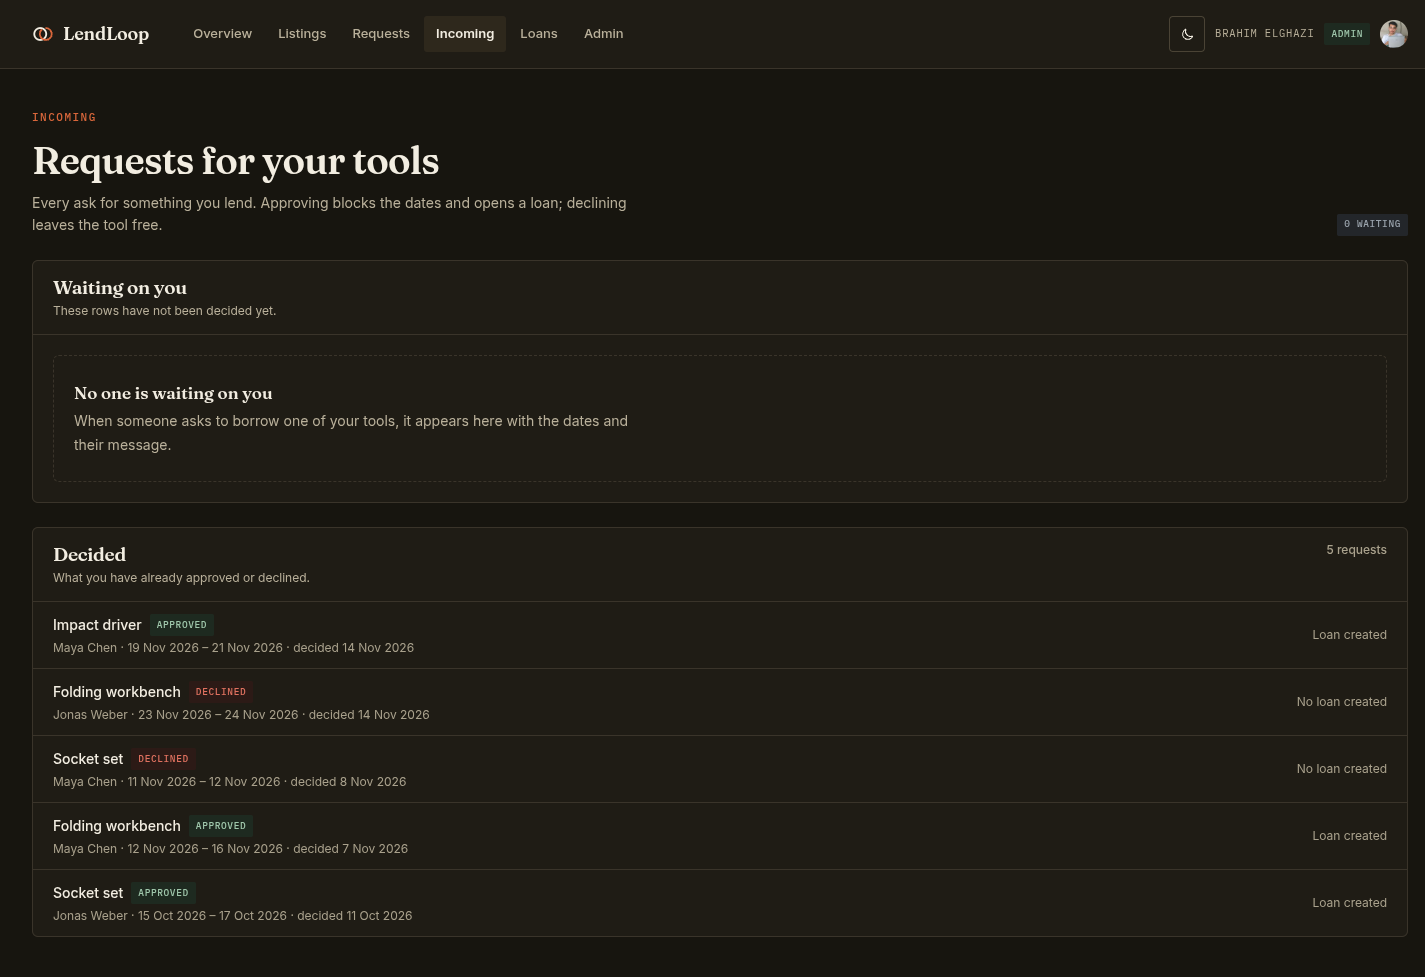 LendLoop
Overview
Listings
Requests
Incoming
Loans
Admin
BRAHIM ELGHAZI
ADMIN
INCOMING
Requests for your tools
Every ask for something you lend. Approving blocks the dates and opens a loan; declining
leaves the tool free.
0 WAITING
Waiting on you
These rows have not been decided yet.
No one is waiting on you
When someone asks to borrow one of your tools, it appears here with the dates and
their message.
Decided
5 requests
What you have already approved or declined.
Impact driver APPROVED
Maya Chen · 19 Nov 2026 – 21 Nov 2026 · decided 14 Nov 2026
Loan created
Folding workbench DECLINED
Jonas Weber · 23 Nov 2026 – 24 Nov 2026 · decided 14 Nov 2026
No loan created
Socket set DECLINED
Maya Chen · 11 Nov 2026 – 12 Nov 2026 · decided 8 Nov 2026
No loan created
Folding workbench APPROVED
Maya Chen · 12 Nov 2026 – 16 Nov 2026 · decided 7 Nov 2026
Loan created
Socket set APPROVED
Jonas Weber · 15 Oct 2026 – 17 Oct 2026 · decided 11 Oct 2026
Loan created